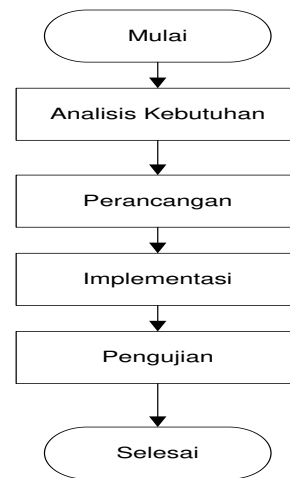 Mulai
Analisis Kebutuhan
Perancangan
Implementasi
Pengujian
Selesai